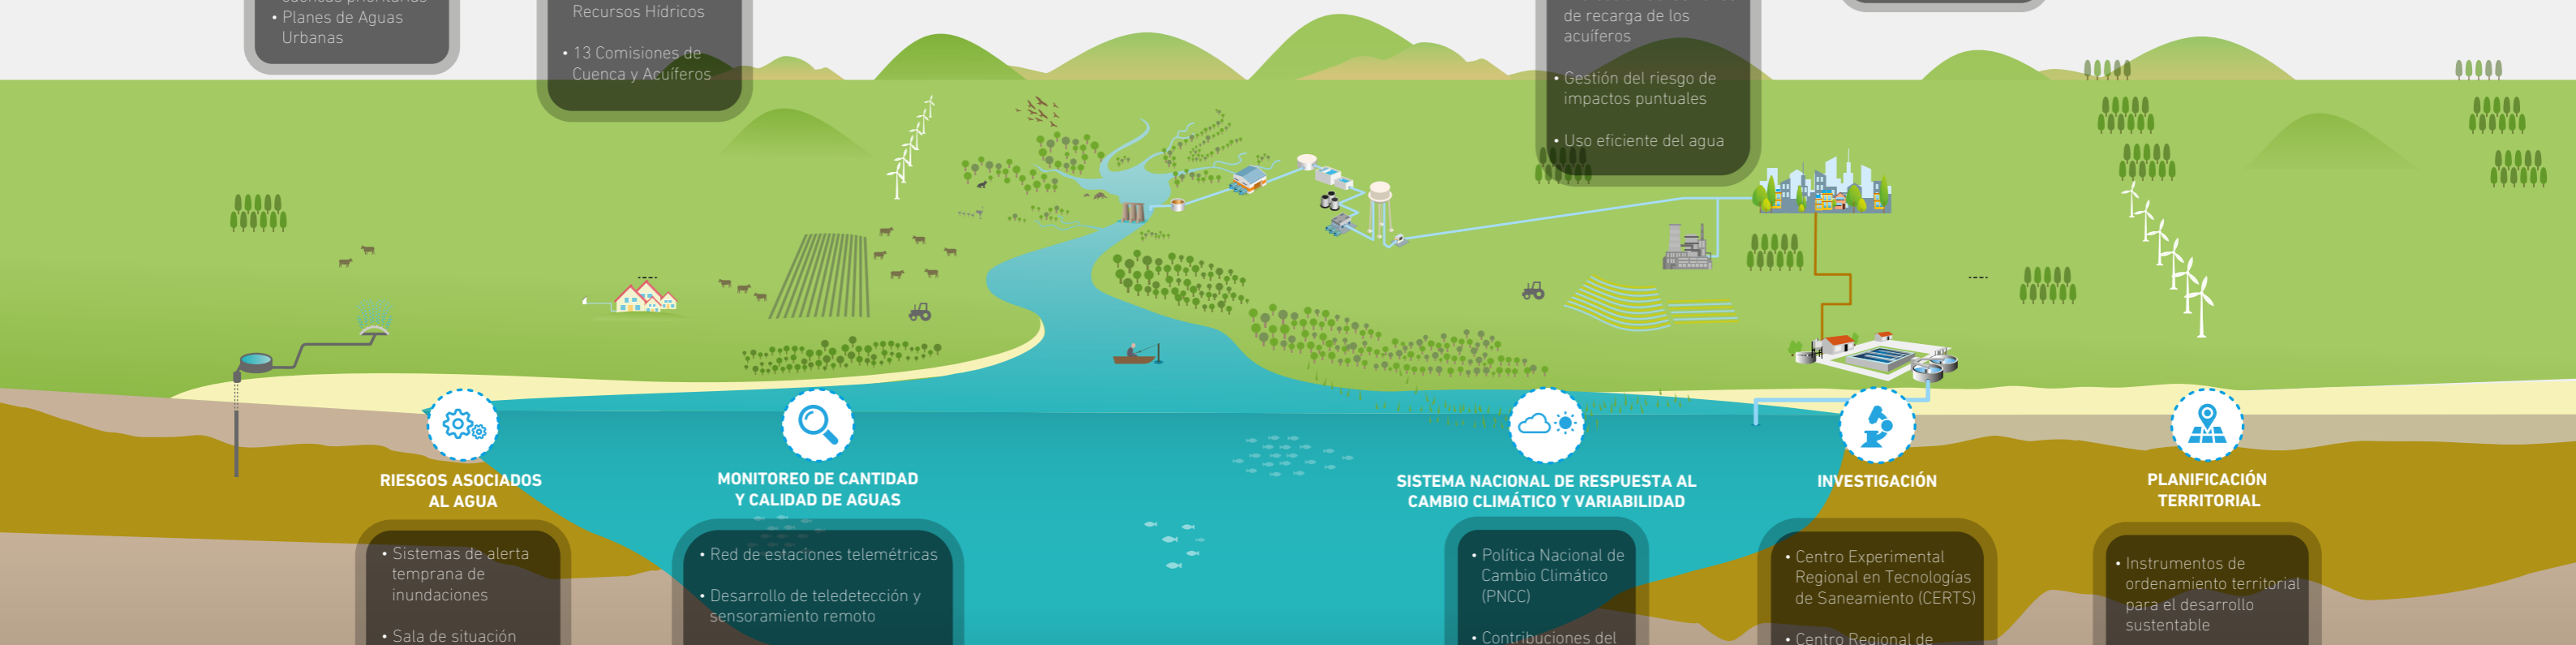 • Planes de Aguas
Urbanas
Recursos Hídricos
• 13 Comisiones de
Cuenca y Acuíferos
de recarga de los
acuíferos
• Gestión del riesgo de
impactos puntuales
• Uso eficiente del agua
RIESGOS ASOCIADOS
AL AGUA
• Sistemas de alerta
temprana de
inundaciones
• Sala de situación
MONITOREO DE CANTIDAD
Y CALIDAD DE AGUAS
• Red de estaciones telemétricas
• Desarrollo de teledetección y
sensoramiento remoto
SISTEMA NACIONAL DE RESPUESTA AL
CAMBIO CLIMÁTICO Y VARIABILIDAD
• Política Nacional de
Cambio Climático
(PNCC)
• Contribuciones del
INVESTIGACIÓN
• Centro Experimental
Regional en Tecnologías
de Saneamiento (CERTS)
• Centro Regional de
PLANIFICACIÓN
TERRITORIAL
• Instrumentos de
ordenamiento territorial
para el desarrollo
sustentable